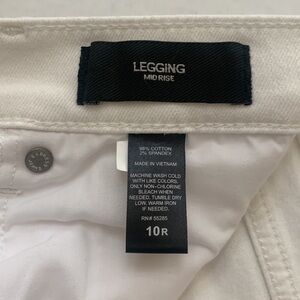 LEGGING
MID RISE
98% COTTON
2% SPANDEX
MADE IN VIETNAM
MACHINE WASH COLD
WITH LIKE COLORS,
ONLY NON-CHLORINE
BLEACH WHEN
NEEDED, TUMBLE DRY
LOW, WARM IRON
IF NEEDED.
RN# 55285
10 R